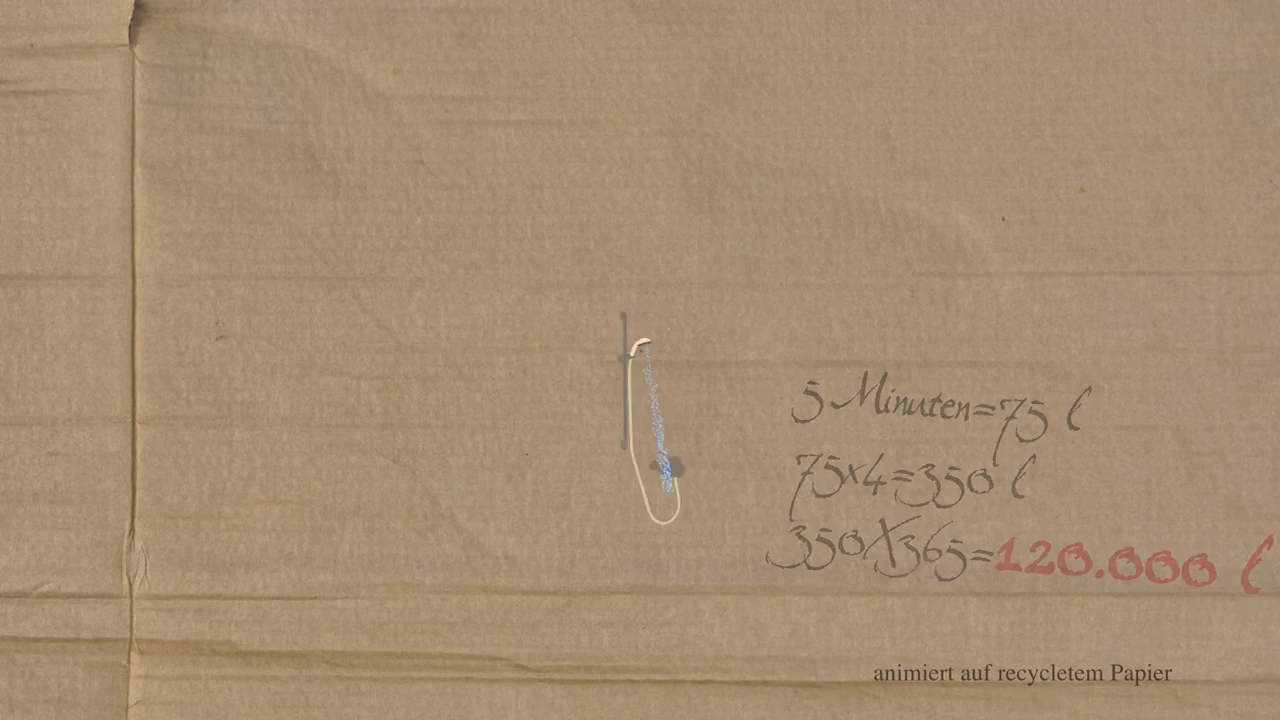 5 Minuten=75 l
75x4=350 l
350X365=120.000 l
animiert auf recycletem Papier